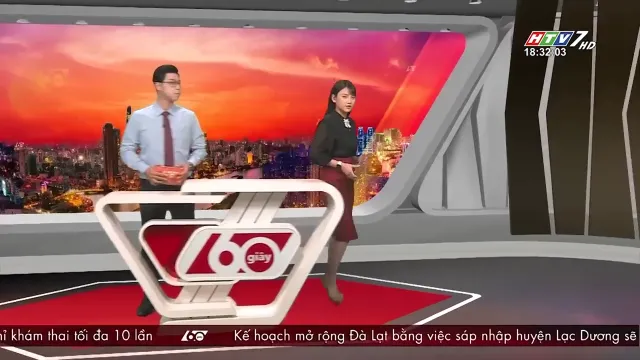 HTV7 HD
18:32:03
60 giây
ỉ khám thai tối đa 10 lần 60 Kế hoạch mở rộng Đà Lạt bằng việc sáp nhập huyện Lạc Dương sẽ